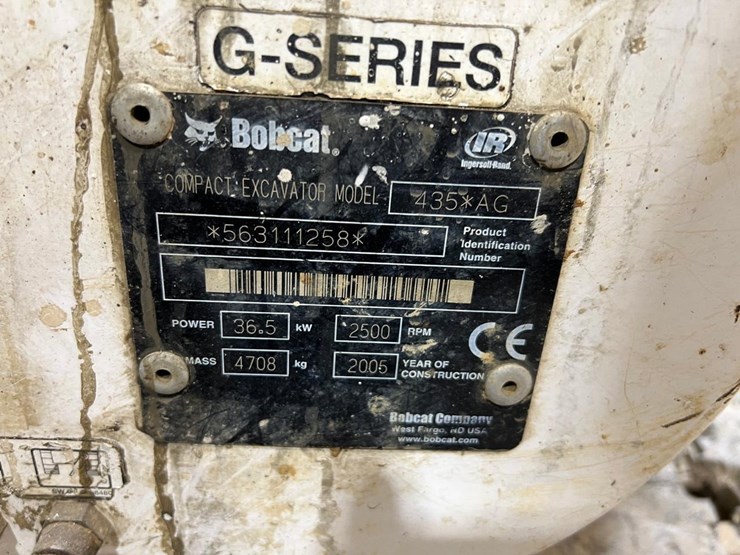 G-SERIES
Bobcat®
IR
Ingersoll-Rand.
COMPACT EXCAVATOR MODEL 435*AG
*563111258*
Product
Identification
Number
POWER 36.5 kW 2500 RPM
MASS 4708 kg 2005 YEAR OF
CONSTRUCTION
CE
Bobcat Company
West Fargo, ND USA
www.bobcat.com